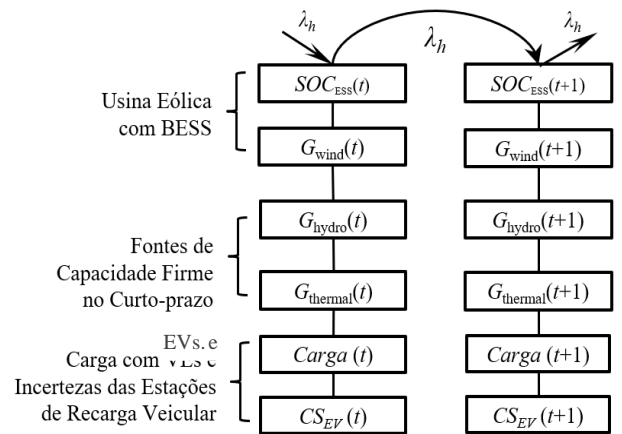 λh λh λh
SOCESS(t) SOCESS(t+1)
Usina Eólica
com BESS
Gwind(t) Gwind(t+1)
Ghydro(t) Ghydro(t+1)
Fontes de
Capacidade Firme
no Curto-prazo
Gthermal(t) Gthermal(t+1)
EVs. e
Carga com
Incertezas das Estações
de Recarga Veicular
Carga (t) Carga (t+1)
CSEV (t) CSEV (t+1)